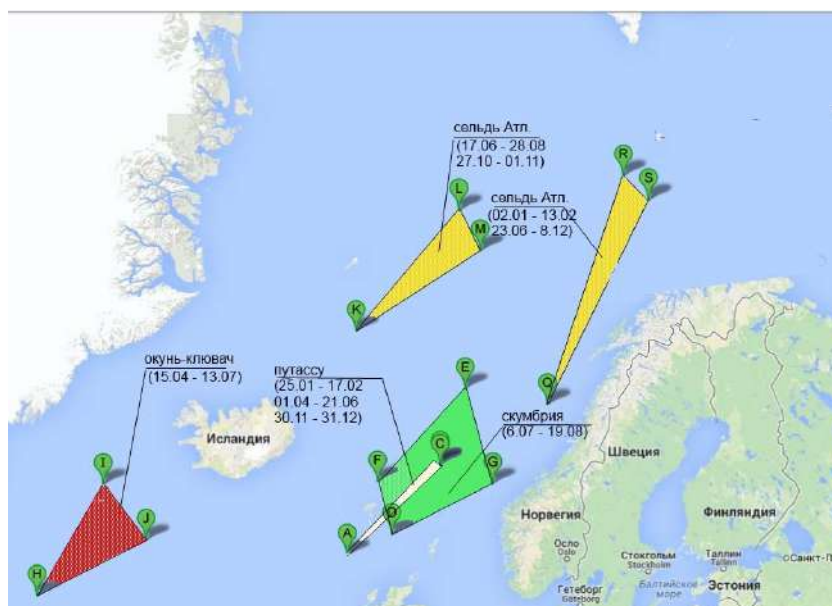 сельдь Атл.
(17.06 - 28.08
27.10 - 01.11)
R
S
L
сельдь Атл.
(02.01 - 13.02
23.06 - 8.12)
M
K
окунь-клювач
(15.04 - 13.07)
путассу
(25.01 - 17.02
01.04 - 21.06
30.11 - 31.12)
E
Q
скумбрия
(6.07 - 19.08)
Исландия
C
Швеция
F
G
I
J
A
D
H
Норвегия
Финляндия
Осло
Oslo
Стокгольм
Stockholm
Таллин
Tallinn
Санкт-П
Гетеборг
Göteborg
Балтийское
море
Эстония